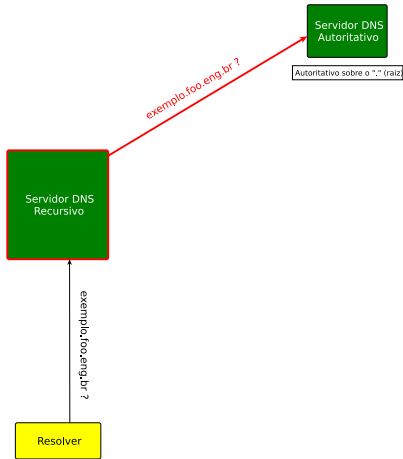 Servidor DNS
Autoritativo
Autoritativo sobre o "." (raiz)
exemplo.foo.eng.br ?
Servidor DNS
Recursivo
exemplo.foo.eng.br ?
Resolver